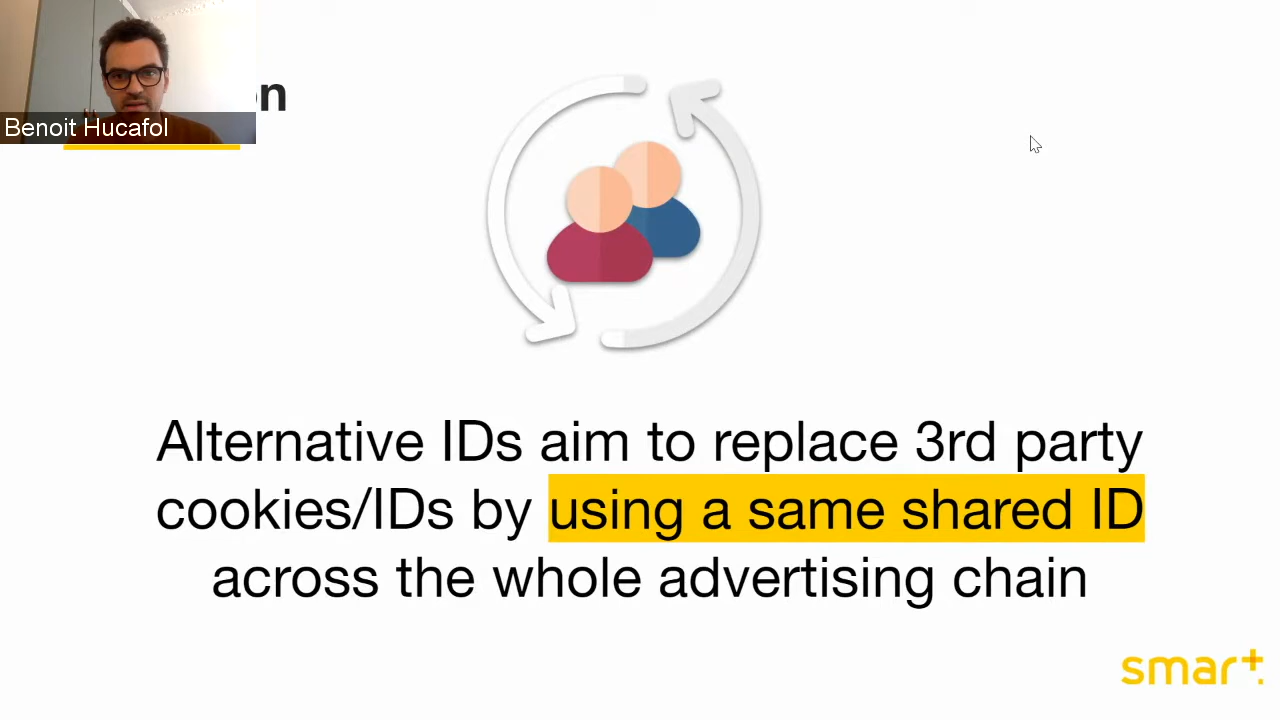 Benoit Hucafol
Alternative IDs aim to replace 3rd party
cookies/IDs by using a same shared ID
across the whole advertising chain
smart